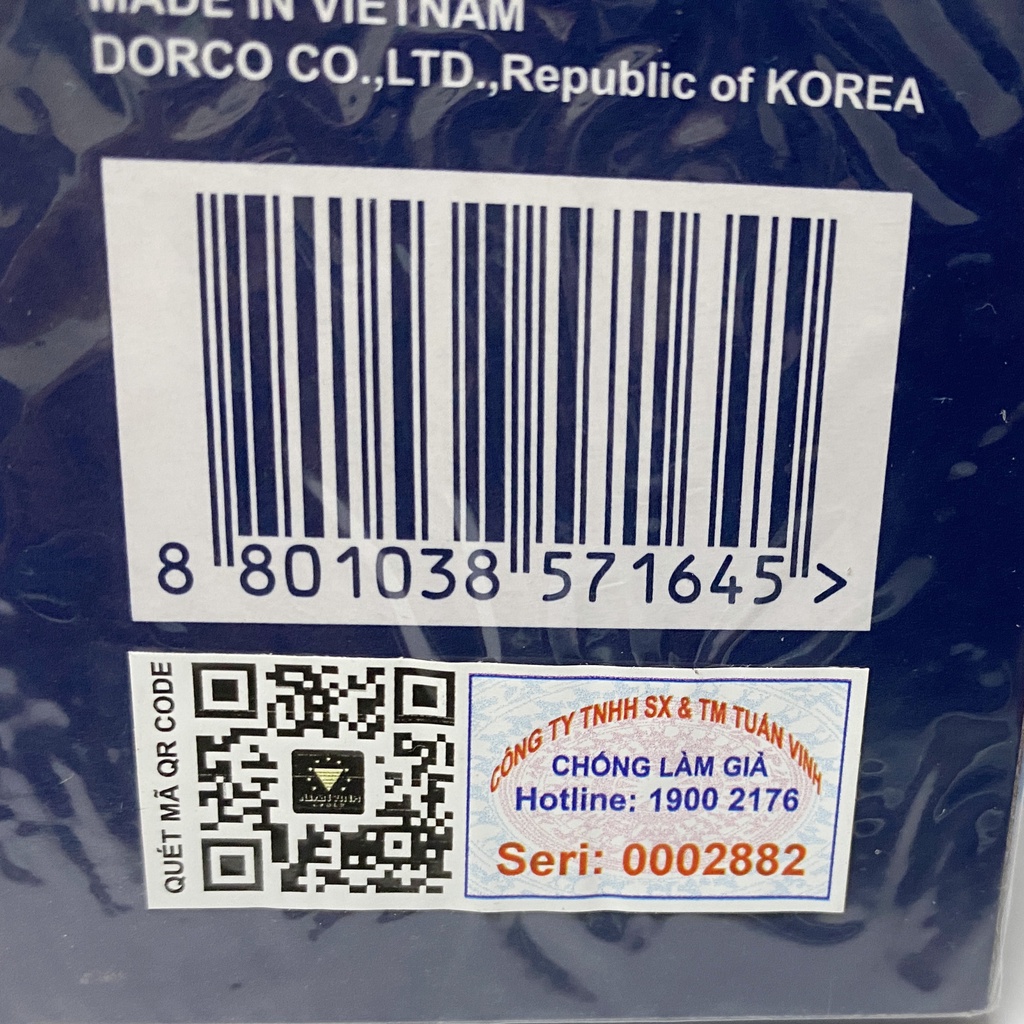 MADE IN VIETNAM
DORCO CO.,LTD.,Republic of KOREA
8 801038 571645 >
QUÉT MÃ QR CODE
CÔNG TY TNHH SX & TM TUẤN VINH
CHỐNG LÀM GIẢ
Hotline: 1900 2176
Seri: 0002882